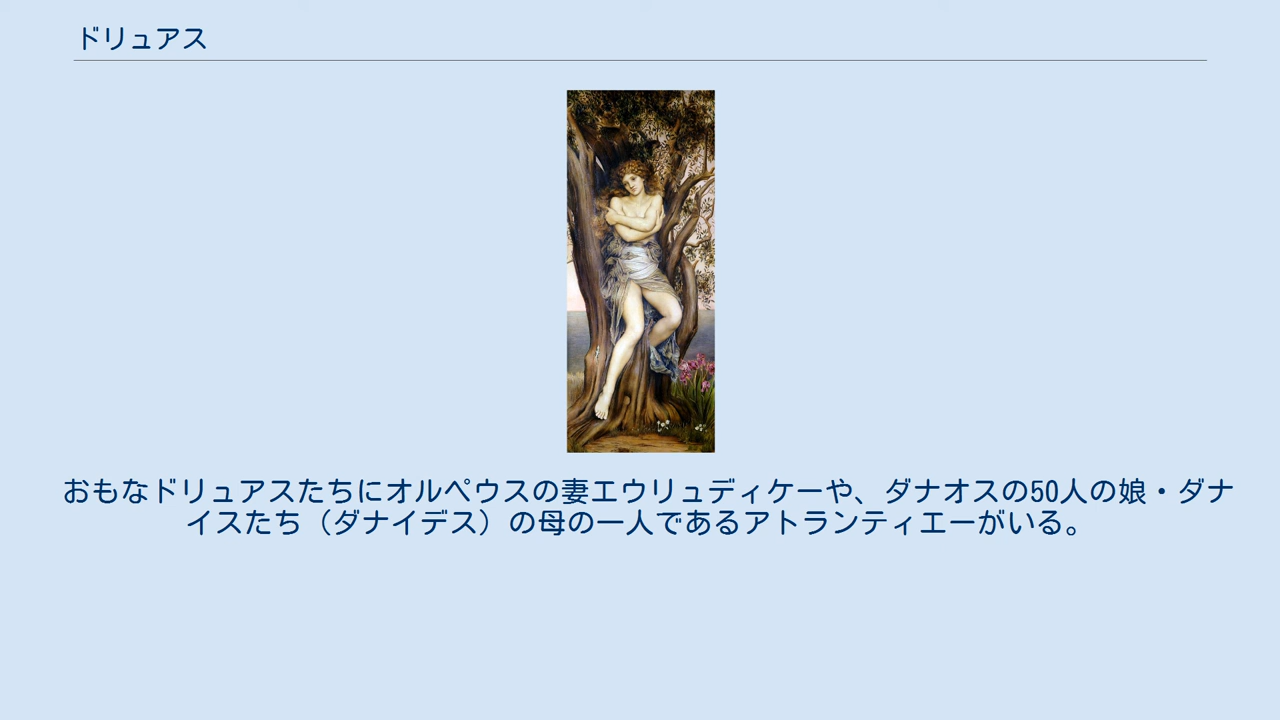 ドリュアス
おもなドリュアスたちにオルペウスの妻エウリュディケーや、ダナオスの50人の娘・ダナ
イスたち（ダナイデス）の母の一人であるアトランティエーがいる。